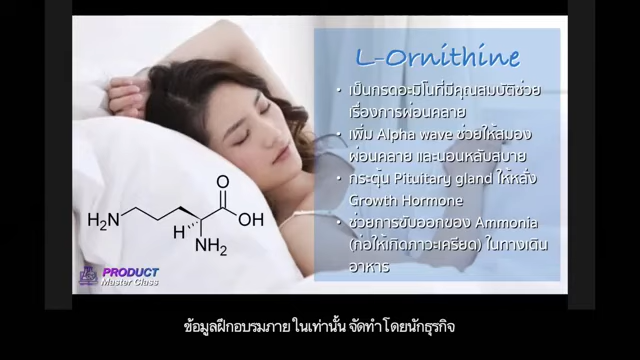 L-Ornithine
• เป็นกรดอะมิโนที่มีคุณสมบัติช่วย
เรื่องการผ่อนคลาย
• เพิ่ม Alpha wave ช่วยให้สมอง
ผ่อนคลาย และนอนหลับสบาย
• กระตุ้น Pituitary gland ให้หลั่ง
Growth Hormone
• ช่วยการขับออกของ Ammonia
(ก่อให้เกิดภาวะเครียด) ในทางเดิน
อาหาร
O
H₂N
OH
H
NH₂
PRODUCT
Master Class
ข้อมูลฝึกอบรมภายในเท่านั้น จัดทำโดยนักธุรกิจ